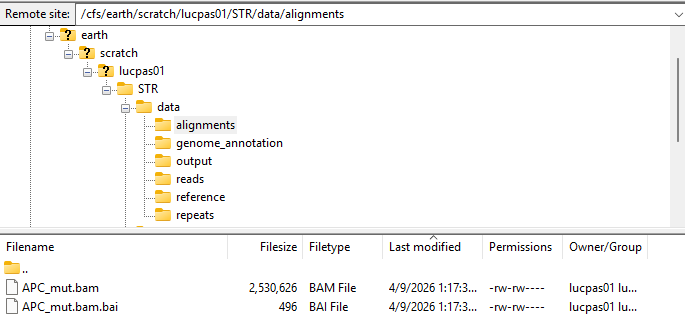 Remote site: /cfs/earth/scratch/lucpas01/STR/data/alignments
earth
scratch
lucpas01
STR
data
alignments
genome_annotation
output
reads
reference
repeats
Filename Filesize Filetype Last modified Permissions Owner/Group
..
APC_mut.bam 2,530,626 BAM File 4/9/2026 1:17:3... -rw-rw---- lucpas01 lu...
APC_mut.bam.bai 496 BAI File 4/9/2026 1:17:3... -rw-rw---- lucpas01 lu...